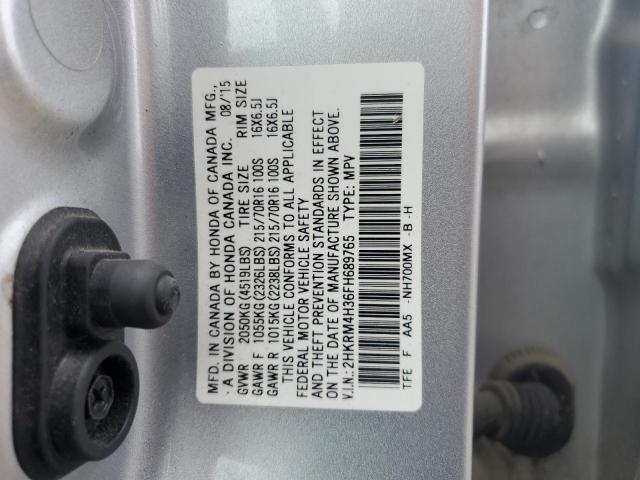 MFD. IN CANADA BY HONDA OF CANADA MFG.,
- A DIVISION OF HONDA CANADA INC. 08/'15
GVWR 2050KG(4519LBS) TIRE SIZE RIM SIZE
GAWR F 1055KG(2326LBS) 215/70R16 100S 16X6.5J
GAWR R 1015KG(2238LBS) 215/70R16 100S 16X6.5J
THIS VEHICLE CONFORMS TO ALL APPLICABLE
FEDERAL MOTOR VEHICLE SAFETY
AND THEFT PREVENTION STANDARDS IN EFFECT
ON THE DATE OF MANUFACTURE SHOWN ABOVE.
V.I.N.: 2HKRM4H36FH689765 TYPE: MPV
TFE F AA5 -NH700MX -B -H